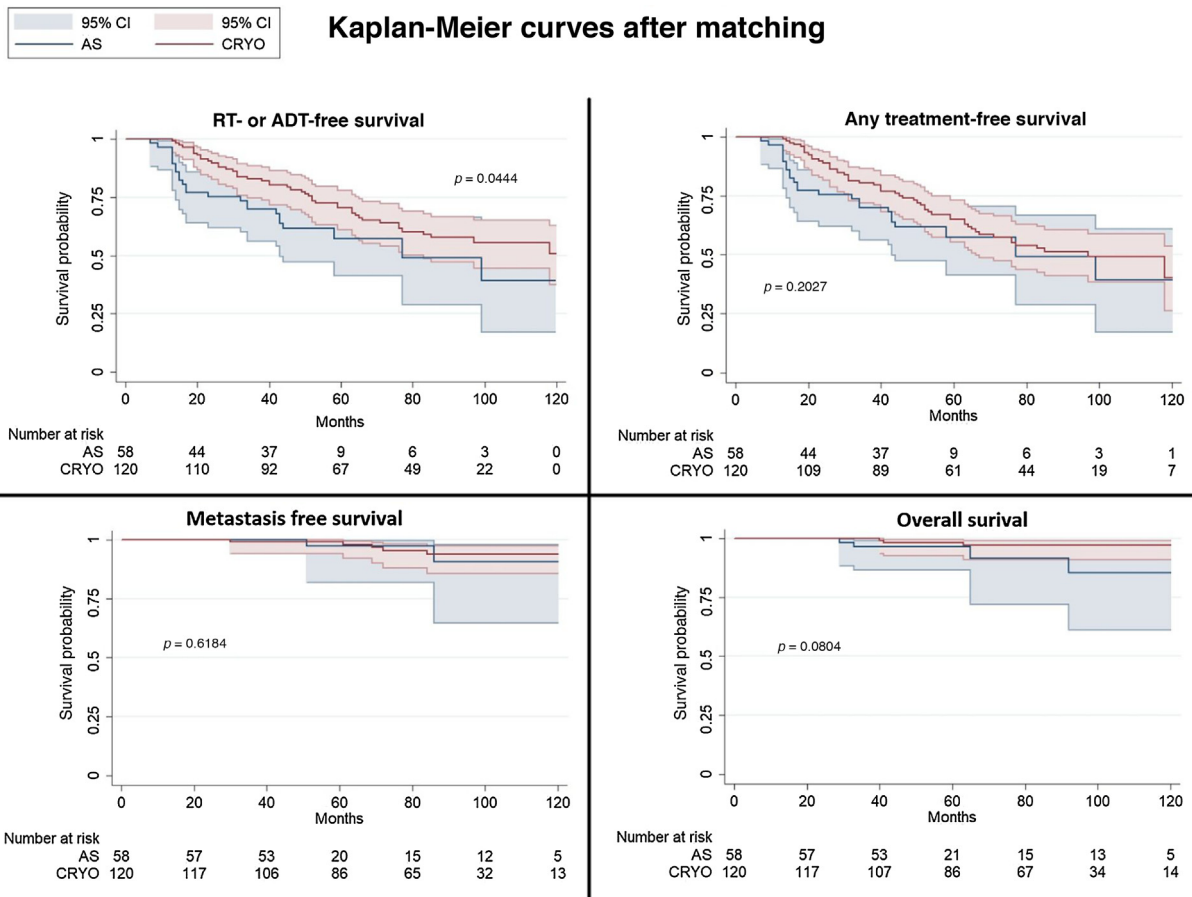 95% CI 95% CI
AS CRYO
Kaplan-Meier curves after matching
RT- or ADT-free survival
Survival probability
1
0.75
0.5
0.25
0
p = 0.0444
0 20 40 60 80 100 120
Months
Number at risk
AS 58 44 37 9 6 3 0
CRYO 120 110 92 67 49 22 0
Any treatment-free survival
Survival probability
1
0.75
0.5
0.25
0
p = 0.2027
0 20 40 60 80 100 120
Months
Number at risk
AS 58 44 37 9 6 3 1
CRYO 120 109 89 61 44 19 7
Metastasis free survival
Survival probability
1
0.75
0.5
0.25
0
p = 0.6184
0 20 40 60 80 100 120
Months
Number at risk
AS 58 57 53 20 15 12 5
CRYO 120 117 106 86 65 32 13
Overall surival
Survival probability
1
0.75
0.5
0.25
0
p = 0.0804
0 20 40 60 80 100 120
Months
Number at risk
AS 58 57 53 21 15 13 5
CRYO 120 117 107 86 67 34 14